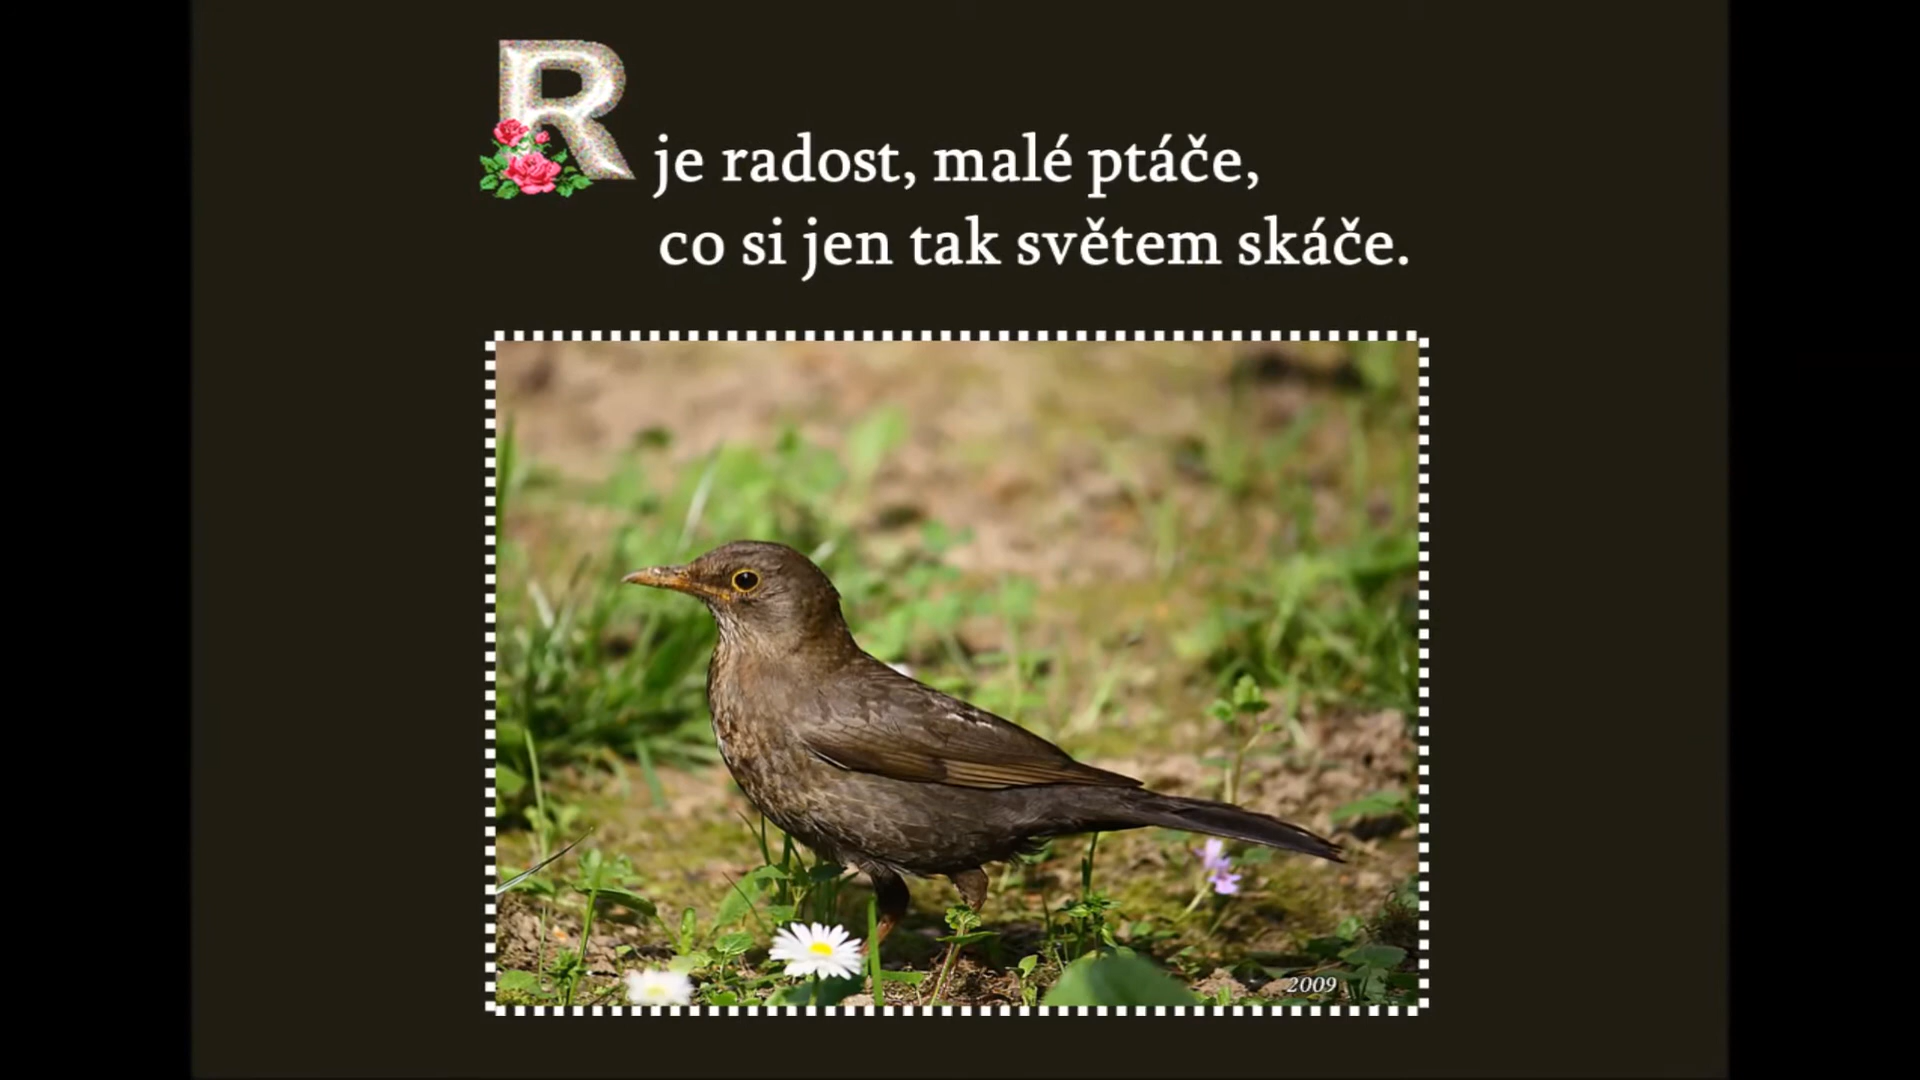 R je radost, malé ptáče,
co si jen tak světem skáče.
2009